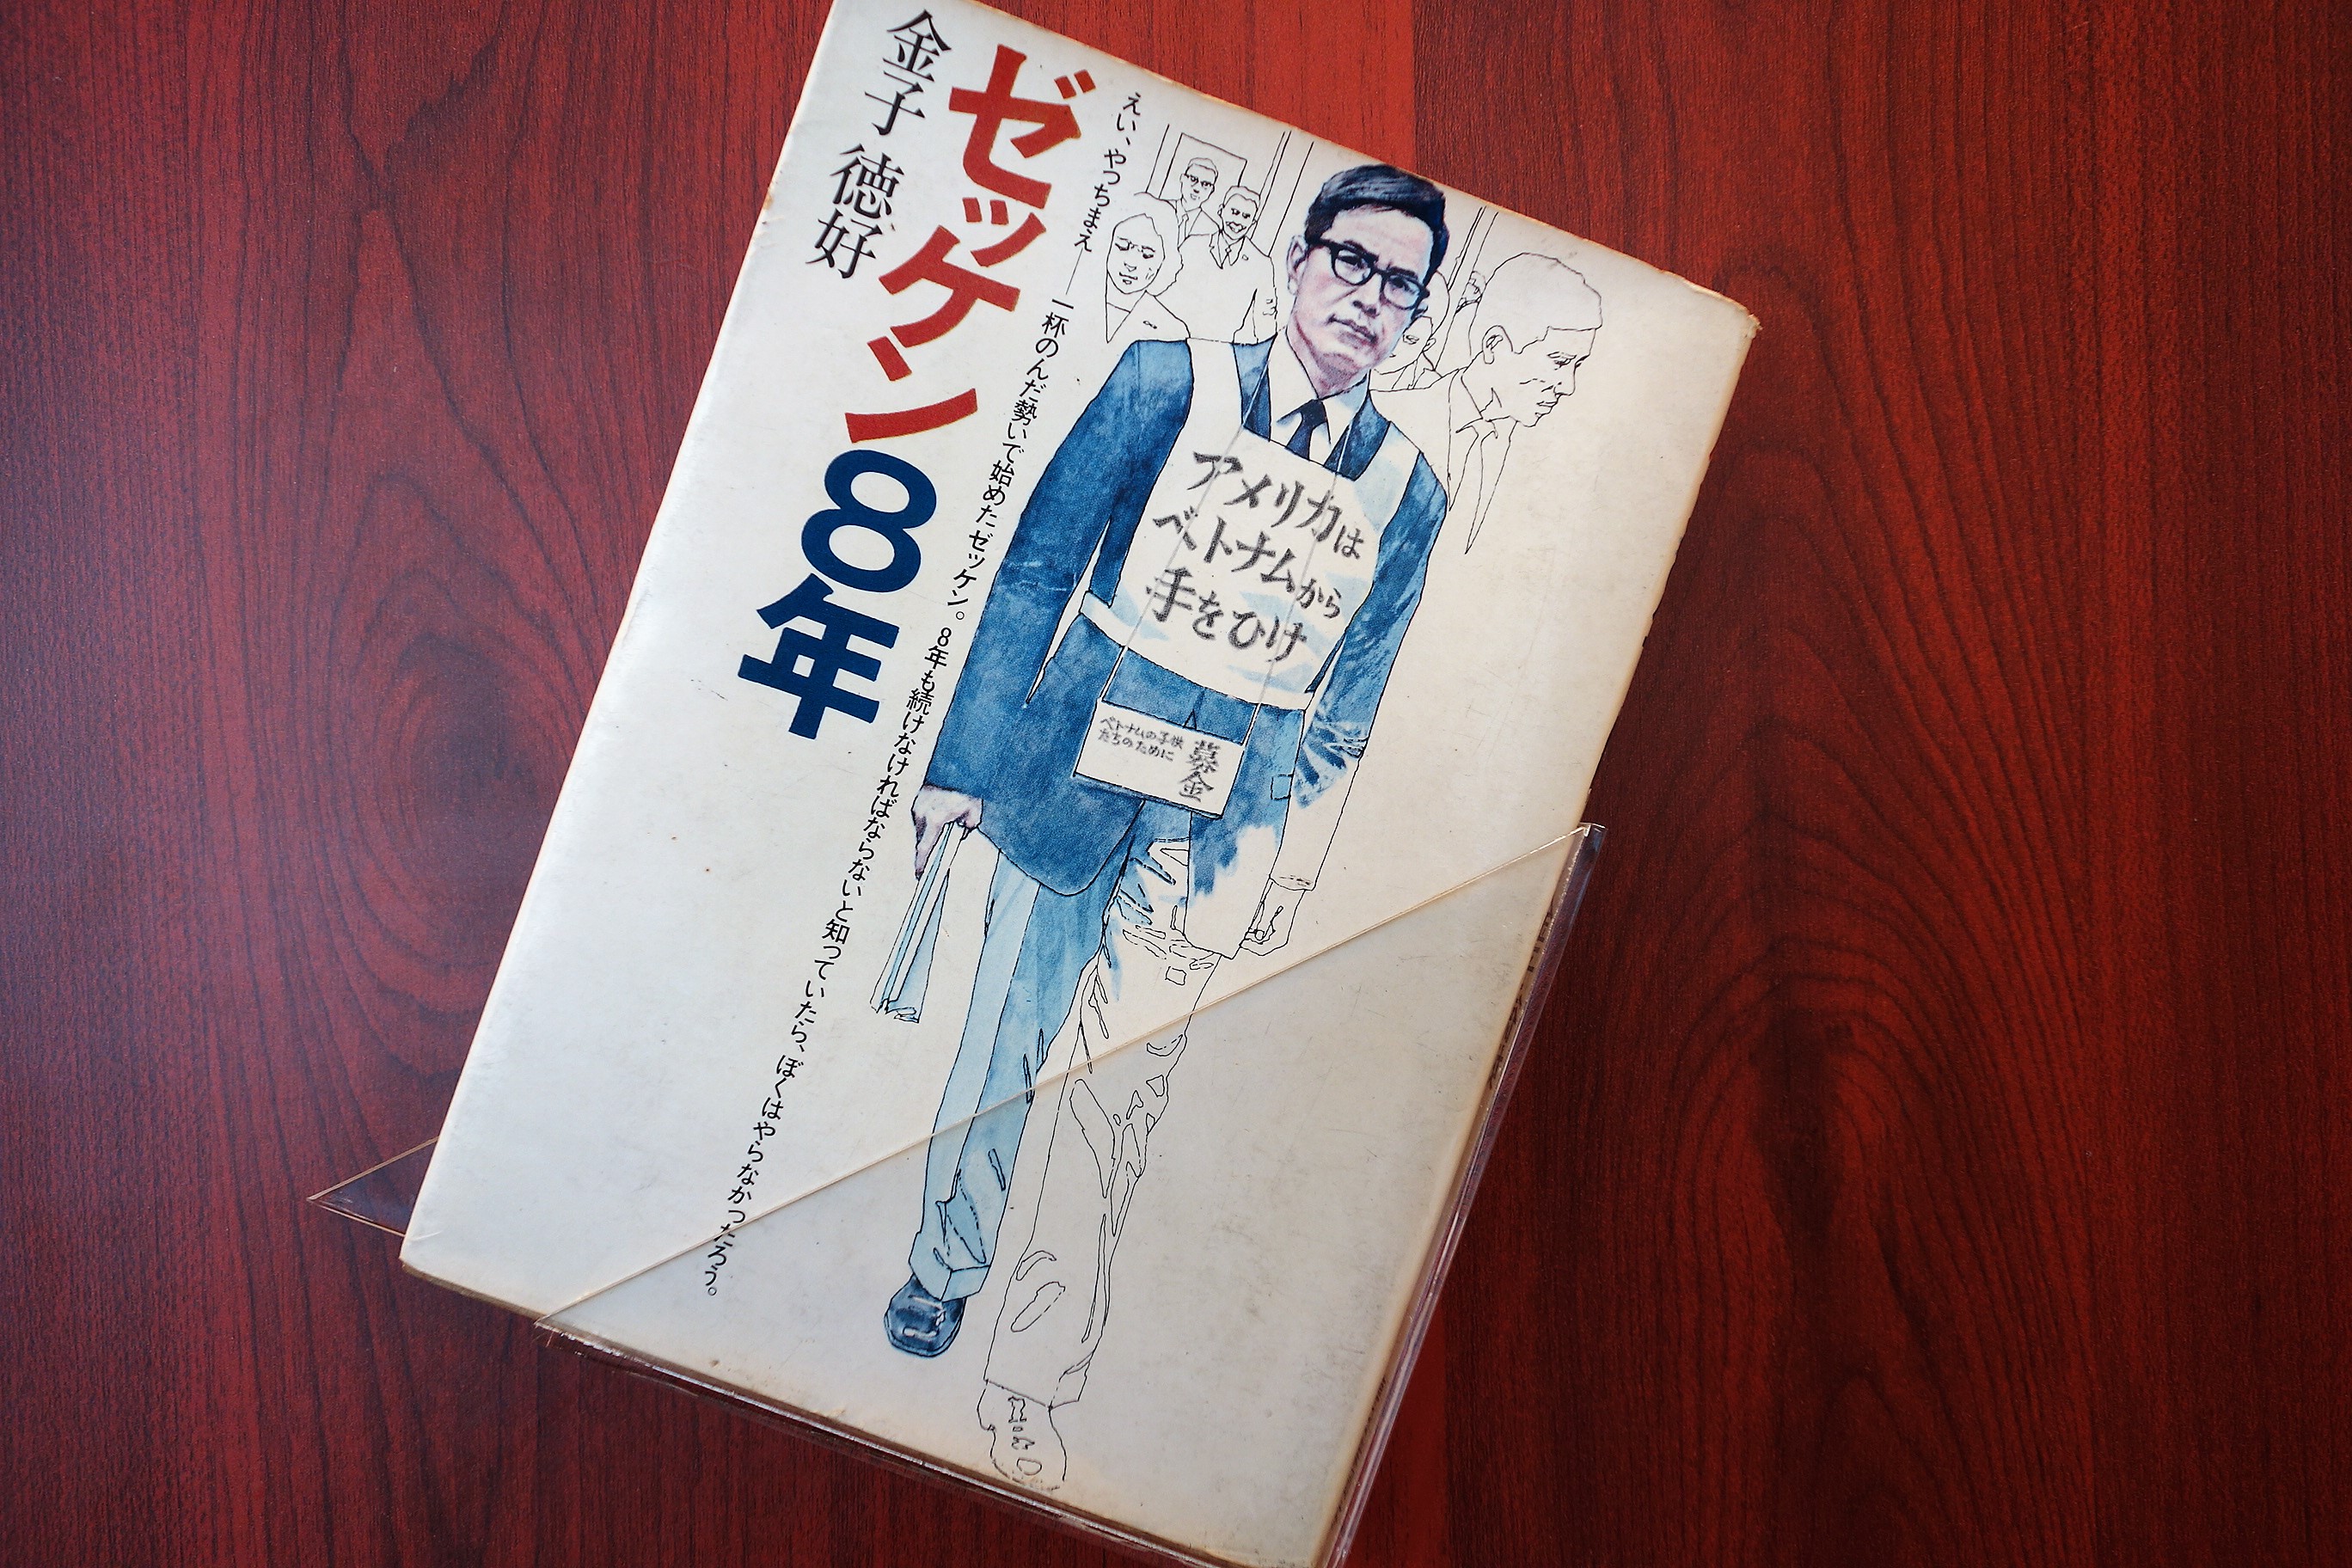 金子 徳好
ゼッケン8年
えい、やっちまえ──一杯のんだ勢いで始めたゼッケン。8年も続けなければならないと知っていたら、ぼくはやらなかったろう。
アメリカは
ベトナムから
手をひけ
募金
ベトナムの子供
たちのために